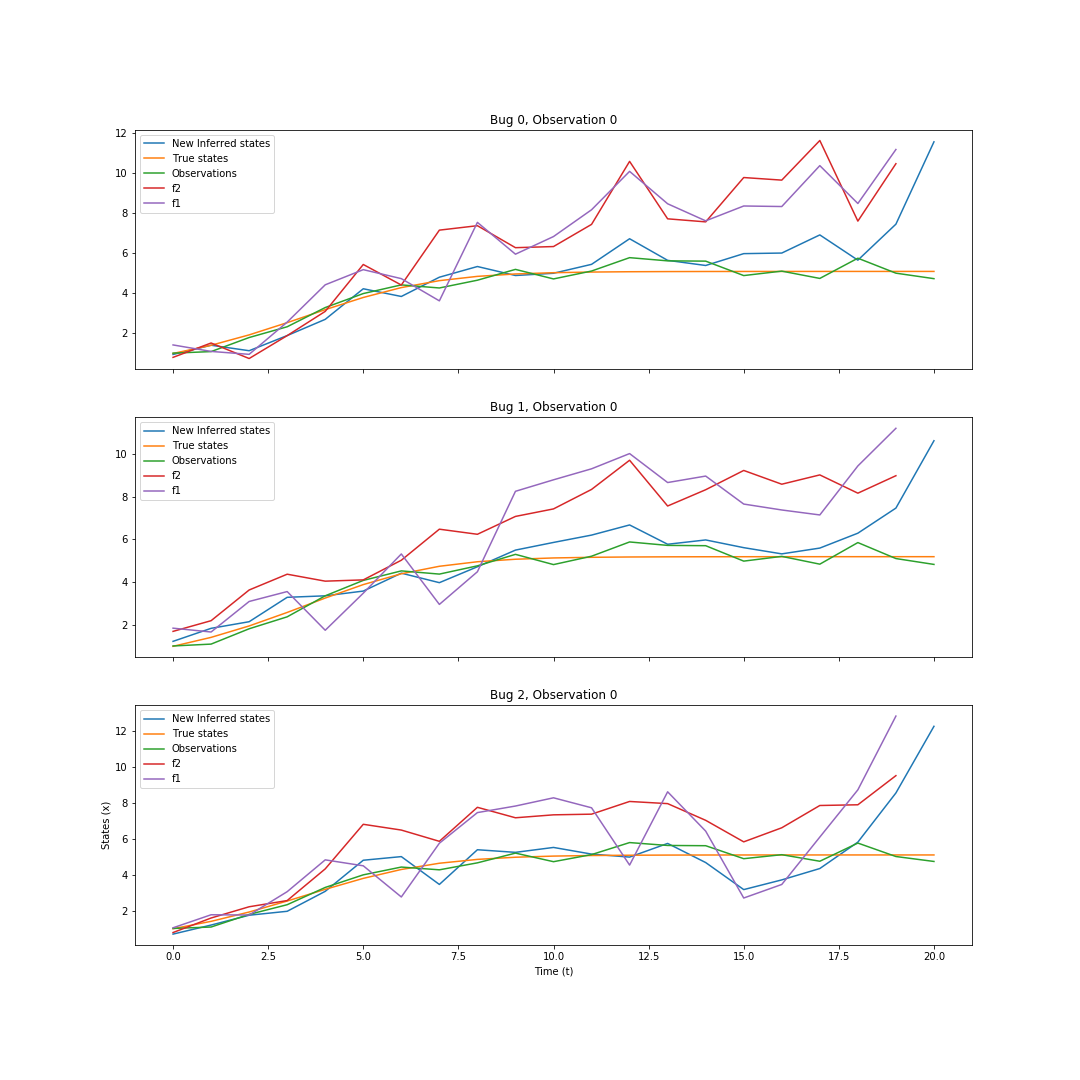 Bug 0, Observation 0
12
10
8
6
4
2
New Inferred states
True states
Observations
f2
f1
Bug 1, Observation 0
10
8
6
4
2
New Inferred states
True states
Observations
f2
f1
Bug 2, Observation 0
12
10
8
6
4
2
States (x)
New Inferred states
True states
Observations
f2
f1
0.0 2.5 5.0 7.5 10.0 12.5 15.0 17.5 20.0
Time (t)